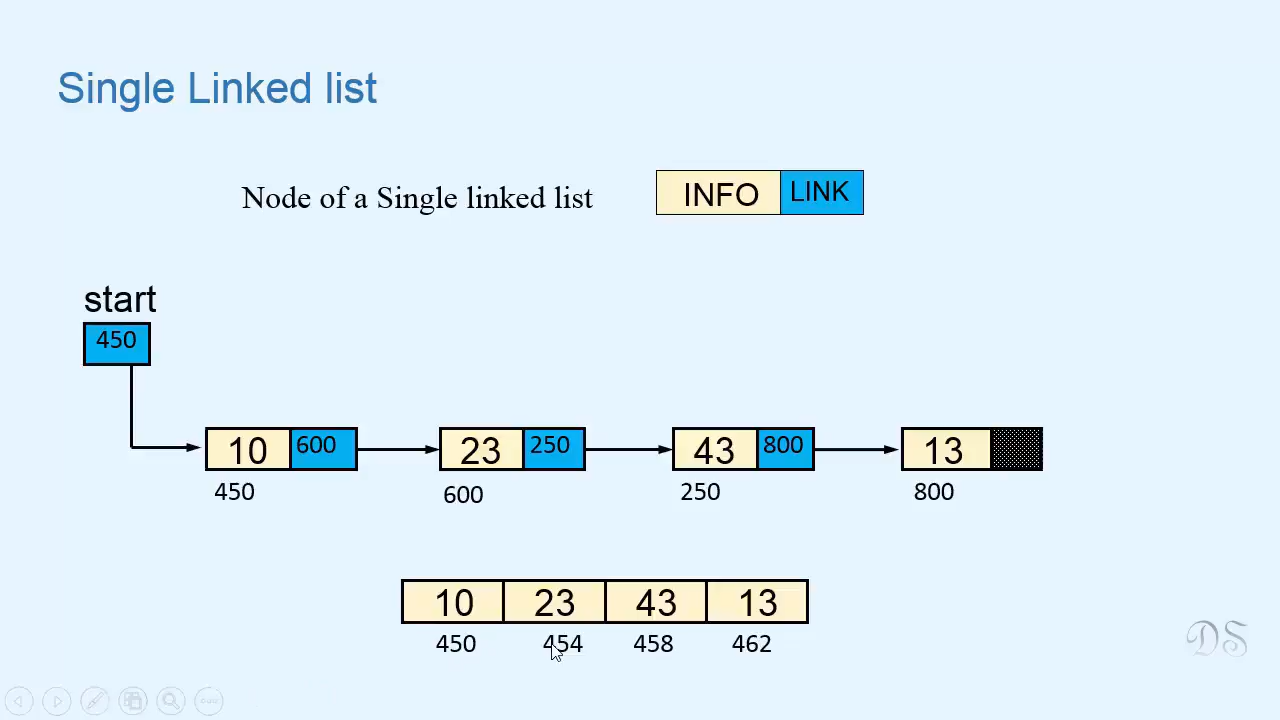 Single Linked list
Node of a Single linked list INFO LINK
start
450
10 600 23 250 43 800 13
450 600 250 800
10 23 43 13
450 454 458 462
DS